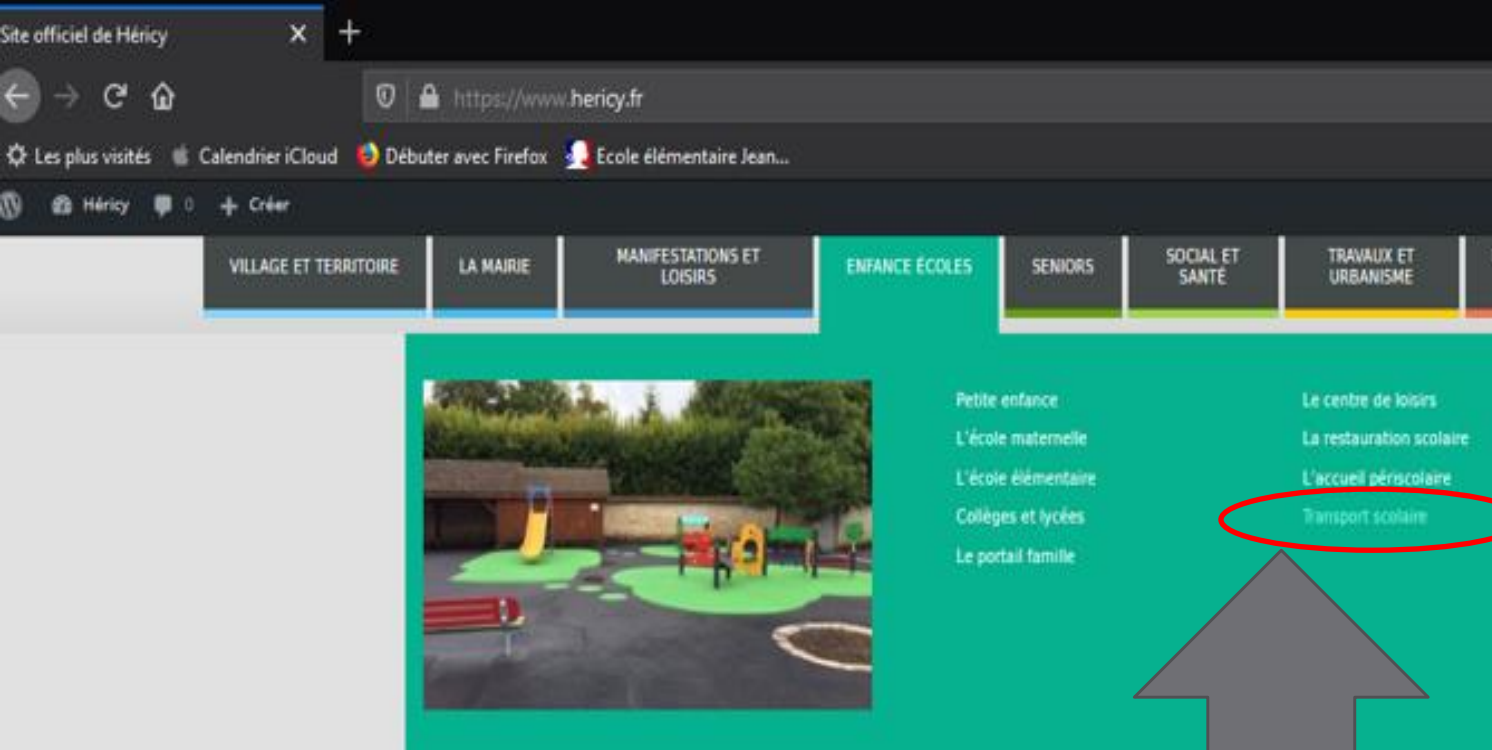 Site officiel de Héricy
https://www.hericy.fr
Les plus visités Calendrier iCloud Débuter avec Firefox Ecole élémentaire Jean...
Héricy 0 + Créer
VILLAGE ET TERRITOIRE
LA MAIRIE
MANIFESTATIONS ET
LOISIRS
ENFANCE ÉCOLES
SENIORS
SOCIAL ET
SANTÉ
TRAVAUX ET
URBANISME
Petite enfance
L'école maternelle
L'école élémentaire
Collèges et lycées
Le portail famille
Le centre de loisirs
La restauration scolaire
L'accueil périscolaire
Transport scolaire